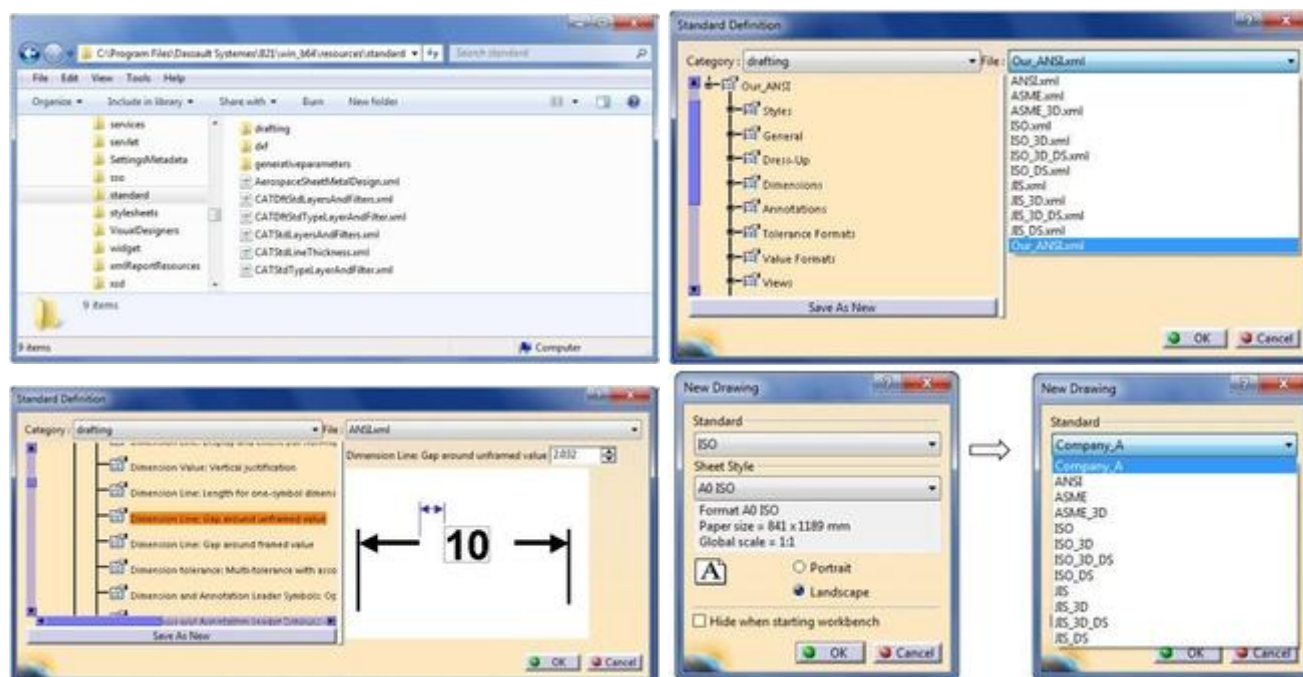 C:\Program Files\Dassault Systemes\B21\win_b64\resources\standard
Search standard
File Edit View Tools Help
Organize Include in library Share with Burn New folder
services
servlet
SettingsMetadata
sso
standard
stylesheets
VisualDesigners
widget
xmlReportResources
xsd
drafting
dxf
generativeparameters
AerospaceSheetMetalDesign.xml
CATDftStdLayersAndFilters.xml
CATDftStdTypeLayerAndFilter.xml
CATStdLayersAndFilters.xml
CATStdLineThickness.xml
CATStdTypeLayerAndFilter.xml
9 items
9 items Computer
Standard Definition
Category : drafting File : Our_ANSI.xml
Our_ANSI
Styles
General
Dress-Up
Dimensions
Annotations
Tolerance Formats
Value Formats
Views
Save As New
ANSI.xml
ASME.xml
ASME_3D.xml
ISO.xml
ISO_3D.xml
ISO_3D_DS.xml
ISO_DS.xml
JIS.xml
JIS_3D.xml
JIS_3D_DS.xml
JIS_DS.xml
Our_ANSI.xml
OK Cancel
Standard Definition
Category : drafting File : ANSI.xml
Dimension Value: Vertical justification
Dimension Line: Length for one-symbol dimensi
Dimension Line: Gap around unframed value
Dimension Line: Gap around framed value
Dimension tolerance: Multi-tolerance with asso
Dimension and Annotation Leader Symbols: Op
Save As New
Dimension Line: Gap around unframed value 2.032
10
OK Cancel
New Drawing
Standard
ISO
Sheet Style
A0 ISO
Format A0 ISO
Paper size = 841 x 1189 mm
Global scale = 1:1
A
Portrait
Landscape
Hide when starting workbench
OK Cancel
New Drawing
Standard
Company_A
Company_A
ANSI
ASME
ASME_3D
ISO
ISO_3D
ISO_3D_DS
ISO_DS
JIS
JIS_3D
JIS_3D_DS
JIS_DS
OK Cancel